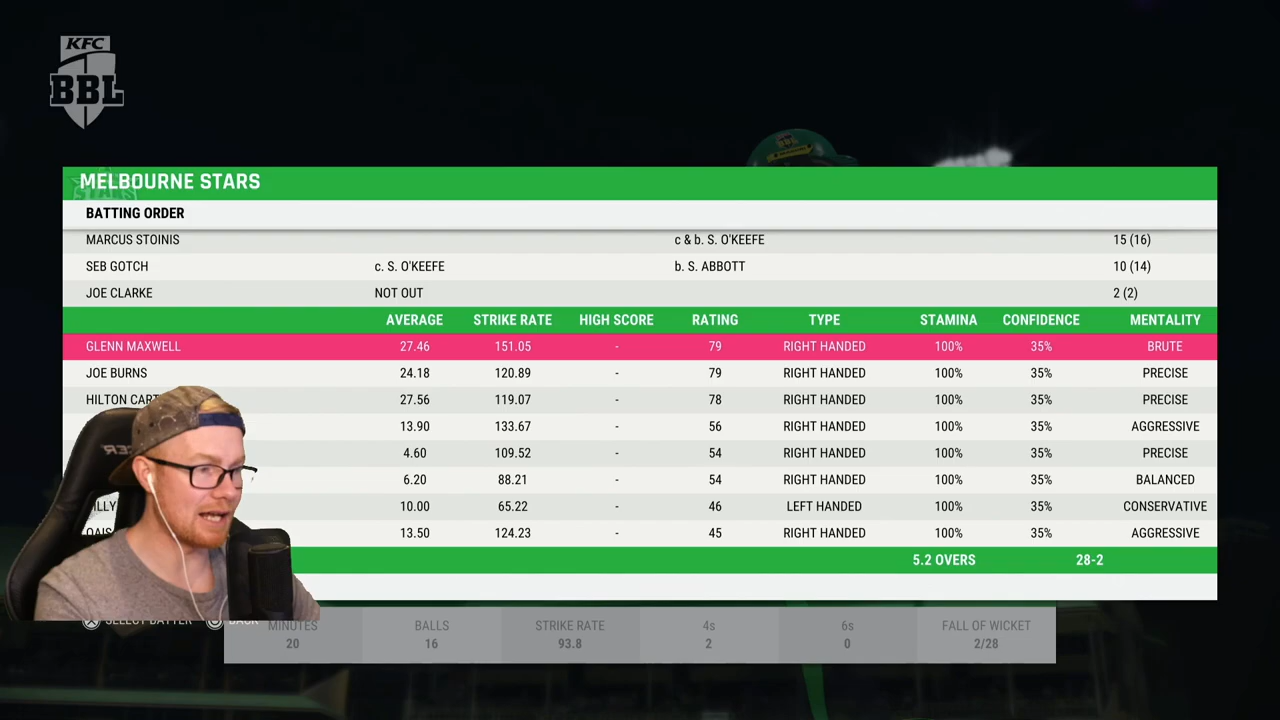 KFC
BBL
MELBOURNE STARS
BATTING ORDER
MARCUS STOINIS c & b. S. O'KEEFE 15 (16)
SEB GOTCH c. S. O'KEEFE b. S. ABBOTT 10 (14)
JOE CLARKE NOT OUT 2 (2)
AVERAGE STRIKE RATE HIGH SCORE RATING TYPE STAMINA CONFIDENCE MENTALITY
GLENN MAXWELL 27.46 151.05 - 79 RIGHT HANDED 100% 35% BRUTE
JOE BURNS 24.18 120.89 - 79 RIGHT HANDED 100% 35% PRECISE
HILTON CART 27.56 119.07 - 78 RIGHT HANDED 100% 35% PRECISE
13.90 133.67 - 56 RIGHT HANDED 100% 35% AGGRESSIVE
4.60 109.52 - 54 RIGHT HANDED 100% 35% PRECISE
6.20 88.21 - 54 RIGHT HANDED 100% 35% BALANCED
10.00 65.22 - 46 LEFT HANDED 100% 35% CONSERVATIVE
13.50 124.23 - 45 RIGHT HANDED 100% 35% AGGRESSIVE
5.2 OVERS 28-2
SELECT BATTER BACK
MINUTES BALLS STRIKE RATE 4s 6s FALL OF WICKET
20 16 93.8 2 0 2/28